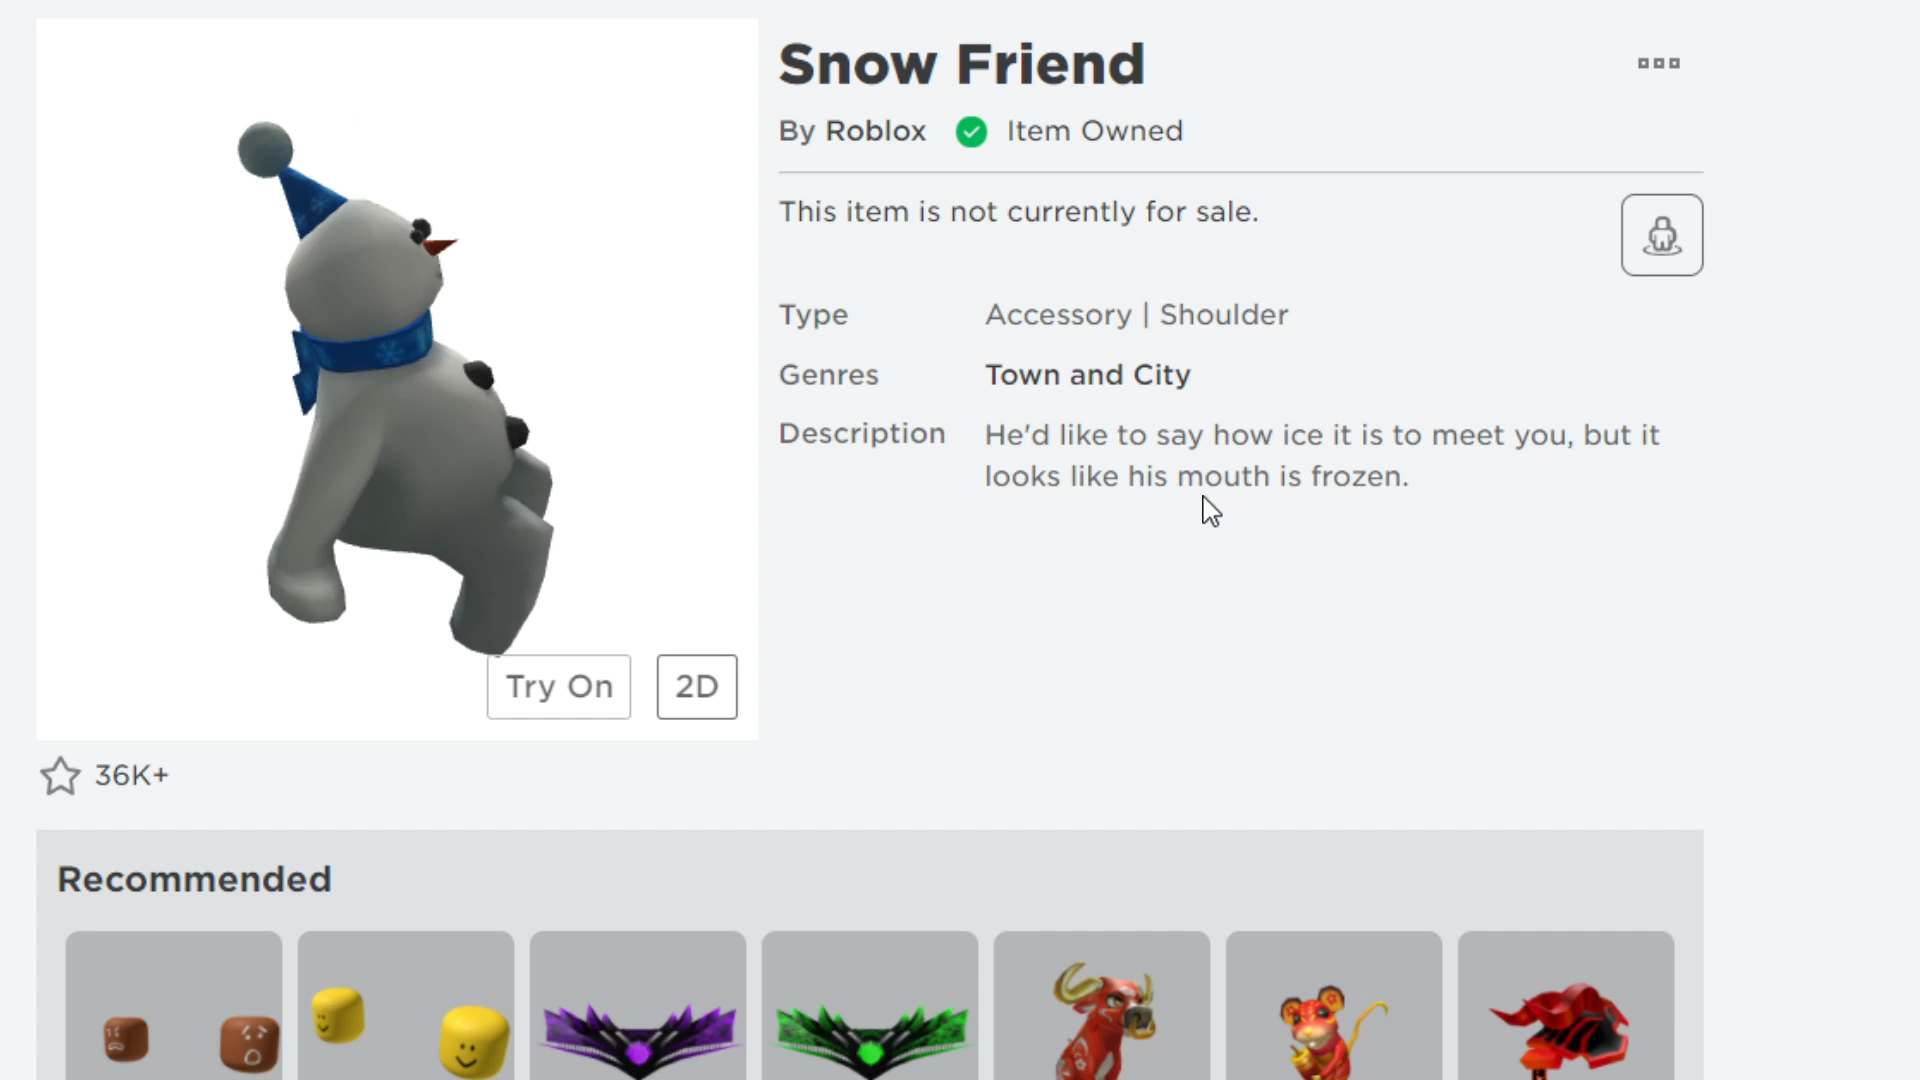 Snow Friend
By Roblox Item Owned
This item is not currently for sale.
Type Accessory | Shoulder
Genres Town and City
Description He'd like to say how ice it is to meet you, but it
looks like his mouth is frozen.
Try On 2D
36K+
Recommended